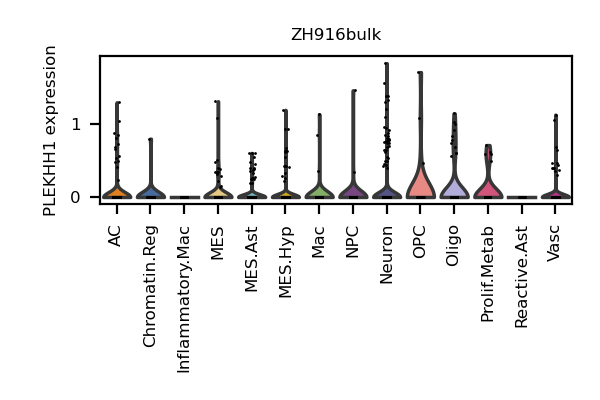 ZH916bulk
PLEKHH1 expression
1
0
AC
Chromatin.Reg
Inflammatory.Mac
MES
MES.Ast
MES.Hyp
Mac
NPC
Neuron
OPC
Oligo
Prolif.Metab
Reactive.Ast
Vasc